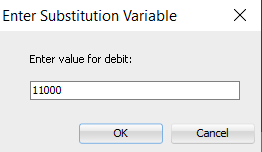 Enter Substitution Variable
Enter value for debit:
11000
OK Cancel